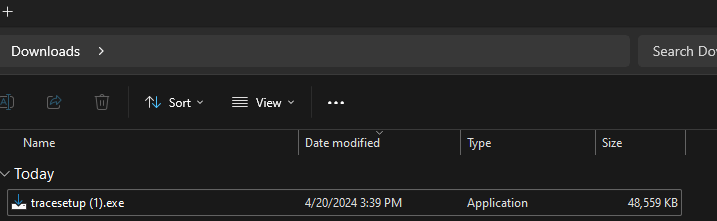 Downloads
Search Dov
Sort
View
Name
Date modified
Type
Size
Today
tracesetup (1).exe
4/20/2024 3:39 PM
Application
48,559 KB